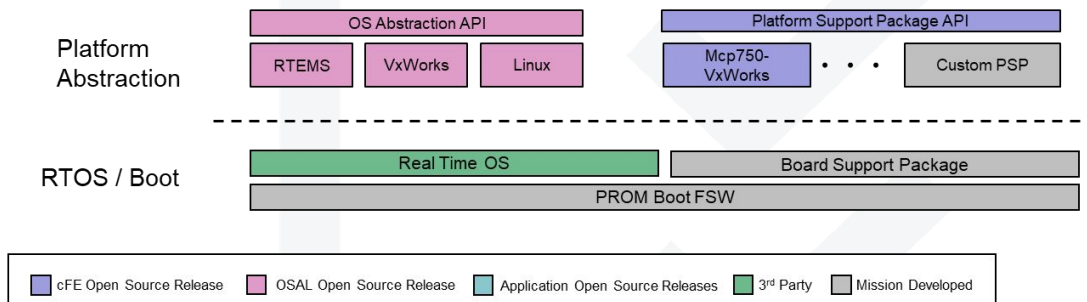 OS Abstraction API
Platform Support Package API
Platform
Abstraction
RTEMS
VxWorks
Linux
Mcp750-
VxWorks
• • •
Custom PSP
RTOS / Boot
Real Time OS
Board Support Package
PROM Boot FSW
cFE Open Source Release
OSAL Open Source Release
Application Open Source Releases
3rd Party
Mission Developed